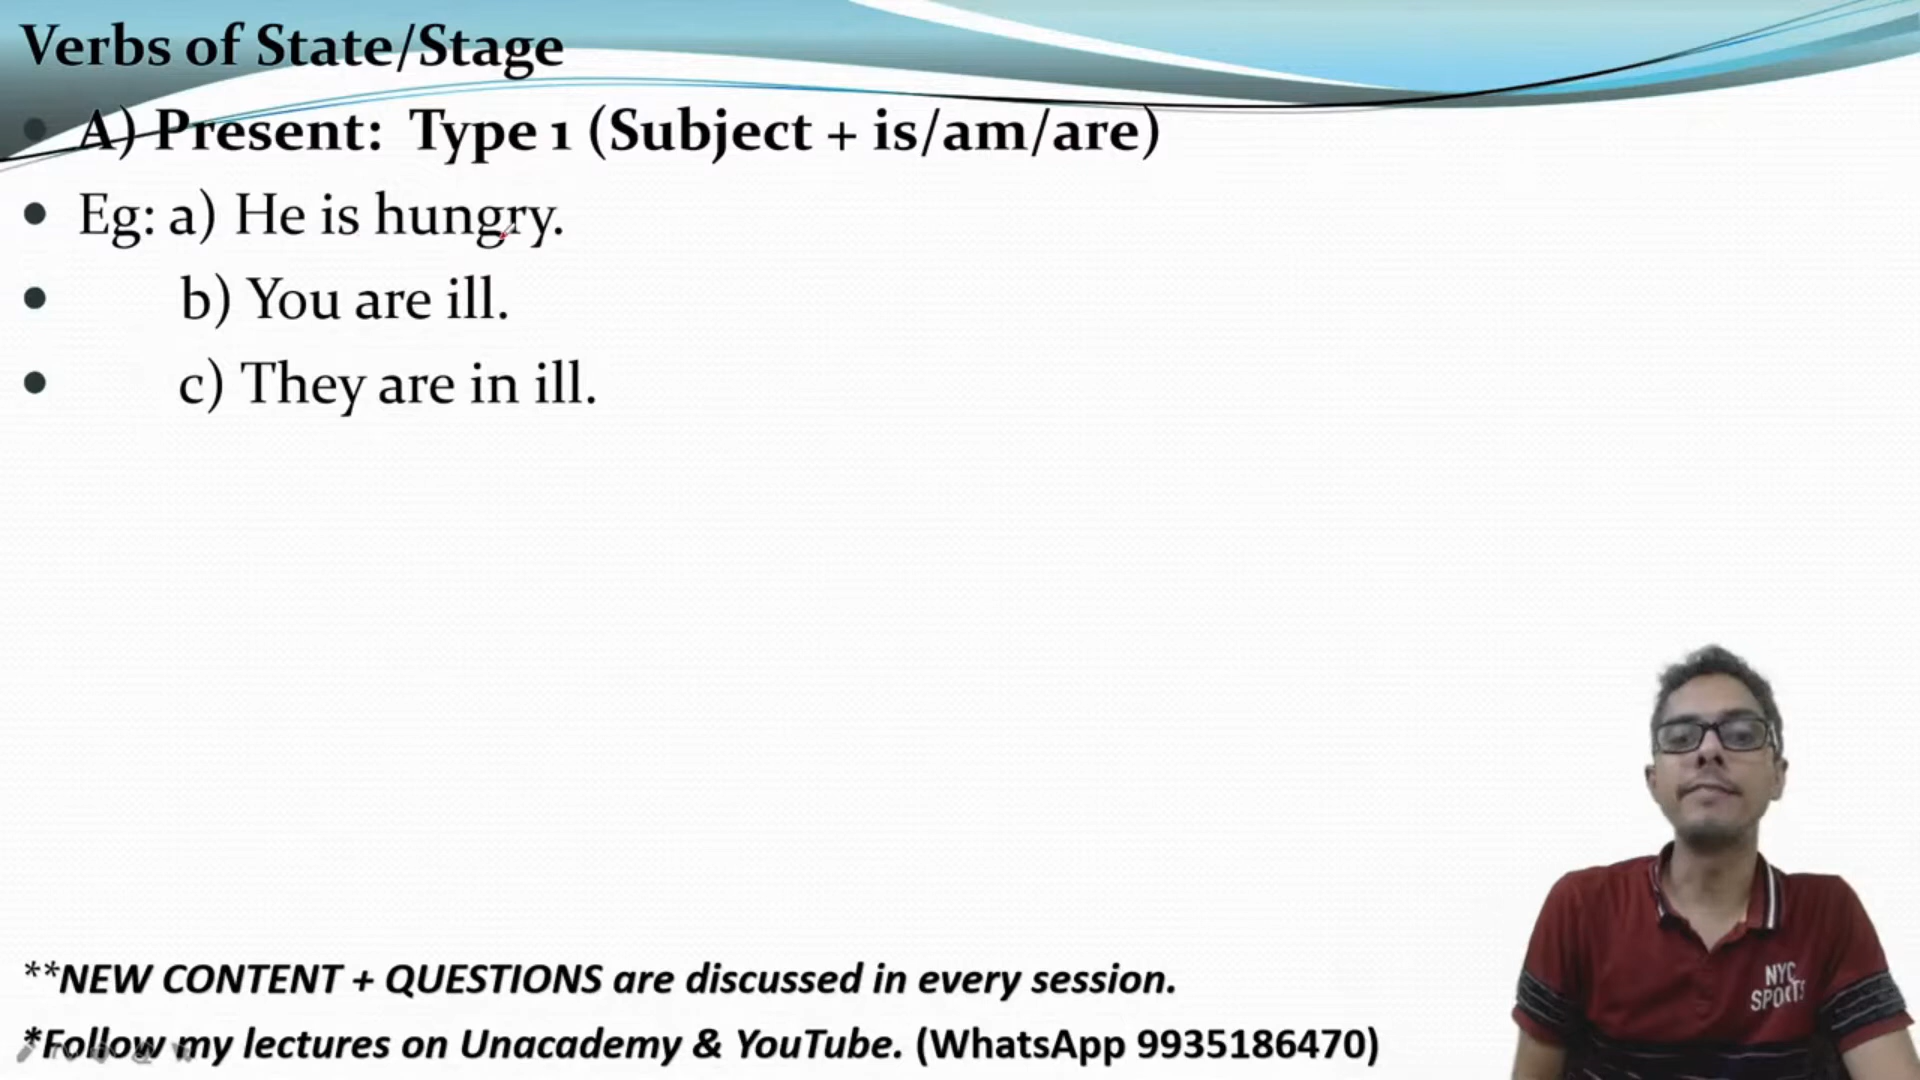 Verbs of State/Stage
A) Present: Type 1 (Subject + is/am/are)
Eg: a) He is hungry.
b) You are ill.
c) They are in ill.
NYC
SPORTS
**NEW CONTENT + QUESTIONS are discussed in every session.
*Follow my lectures on Unacademy & YouTube. (WhatsApp 9935186470)